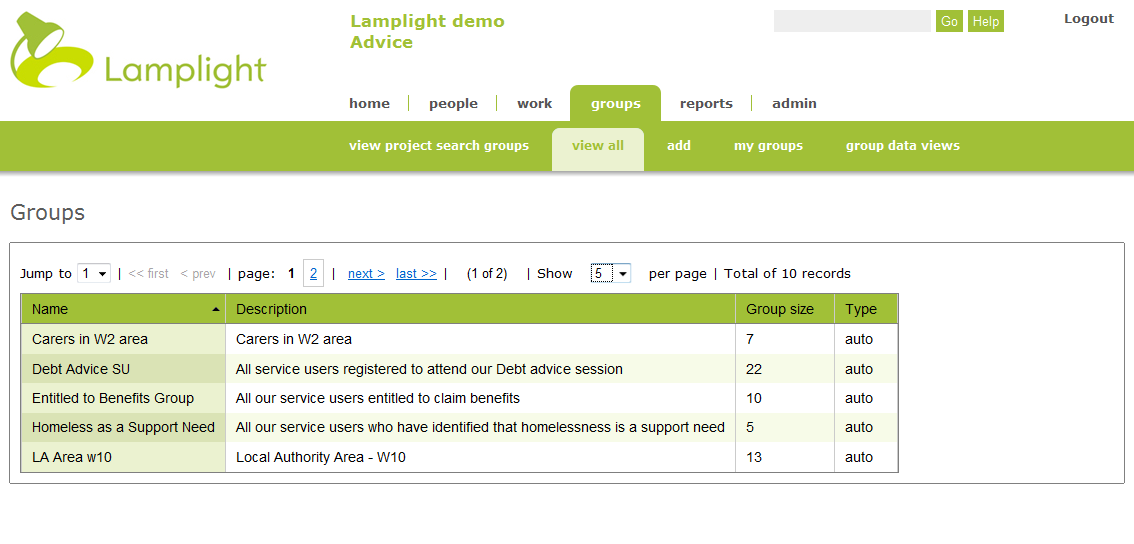 Lamplight
Lamplight demo
Advice
Go
Help
Logout
home | people | work groups reports | admin
view project search groups view all add my groups group data views
Groups
Jump to 1 | << first < prev | page: 1 2 | next > last >> | (1 of 2) | Show 5 per page | Total of 10 records
Name Description Group size Type
Carers in W2 area Carers in W2 area 7 auto
Debt Advice SU All service users registered to attend our Debt advice session 22 auto
Entitled to Benefits Group All our service users entitled to claim benefits 10 auto
Homeless as a Support Need All our service users who have identified that homelessness is a support need 5 auto
LA Area w10 Local Authority Area - W10 13 auto